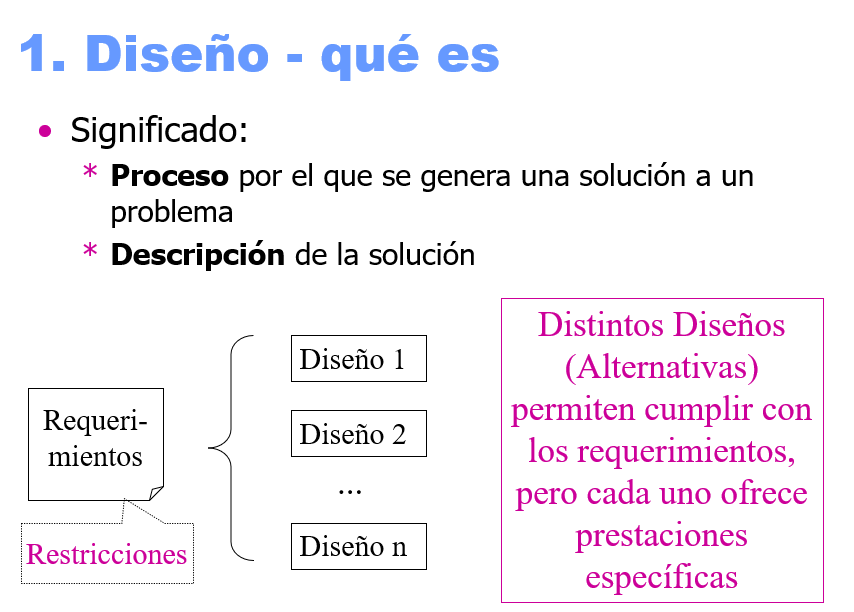 1. Diseño - qué es
• Significado:
* Proceso por el que se genera una solución a un
problema
* Descripción de la solución
Requeri-
mientos
Restricciones
Diseño 1
Diseño 2
...
Diseño n
Distintos Diseños
(Alternativas)
permiten cumplir con
los requerimientos,
pero cada uno ofrece
prestaciones
específicas